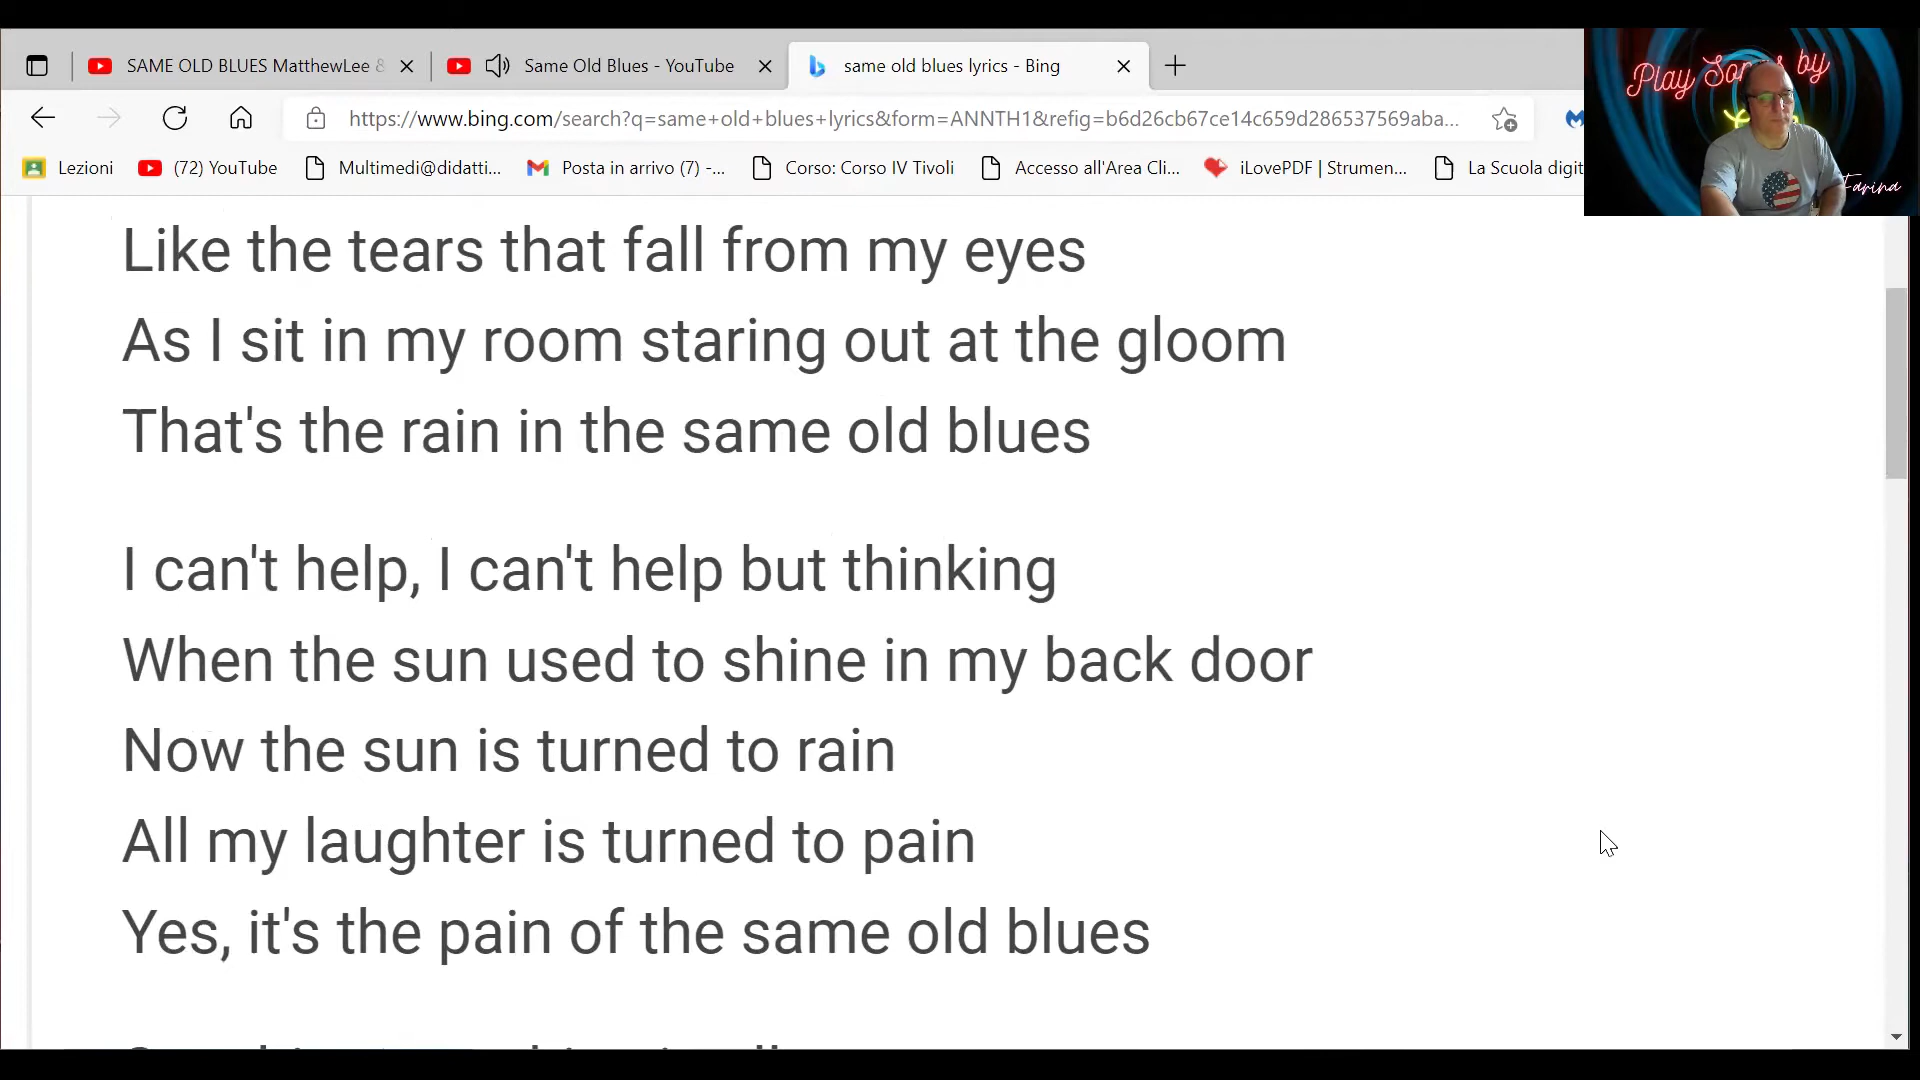 SAME OLD BLUES MatthewLee &
Same Old Blues - YouTube
same old blues lyrics - Bing
https://www.bing.com/search?q=same+old+blues+lyrics&form=ANNTH1&refig=b6d26cb67ce14c659d286537569aba...
Lezioni
(72) YouTube
Multimedi@didatti...
Posta in arrivo (7) -...
Corso: Corso IV Tivoli
Accesso all'Area Cli...
iLovePDF | Strumen...
La Scuola digit
Play Songs by
Farina
Like the tears that fall from my eyes
As I sit in my room staring out at the gloom
That's the rain in the same old blues
I can't help, I can't help but thinking
When the sun used to shine in my back door
Now the sun is turned to rain
All my laughter is turned to pain
Yes, it's the pain of the same old blues